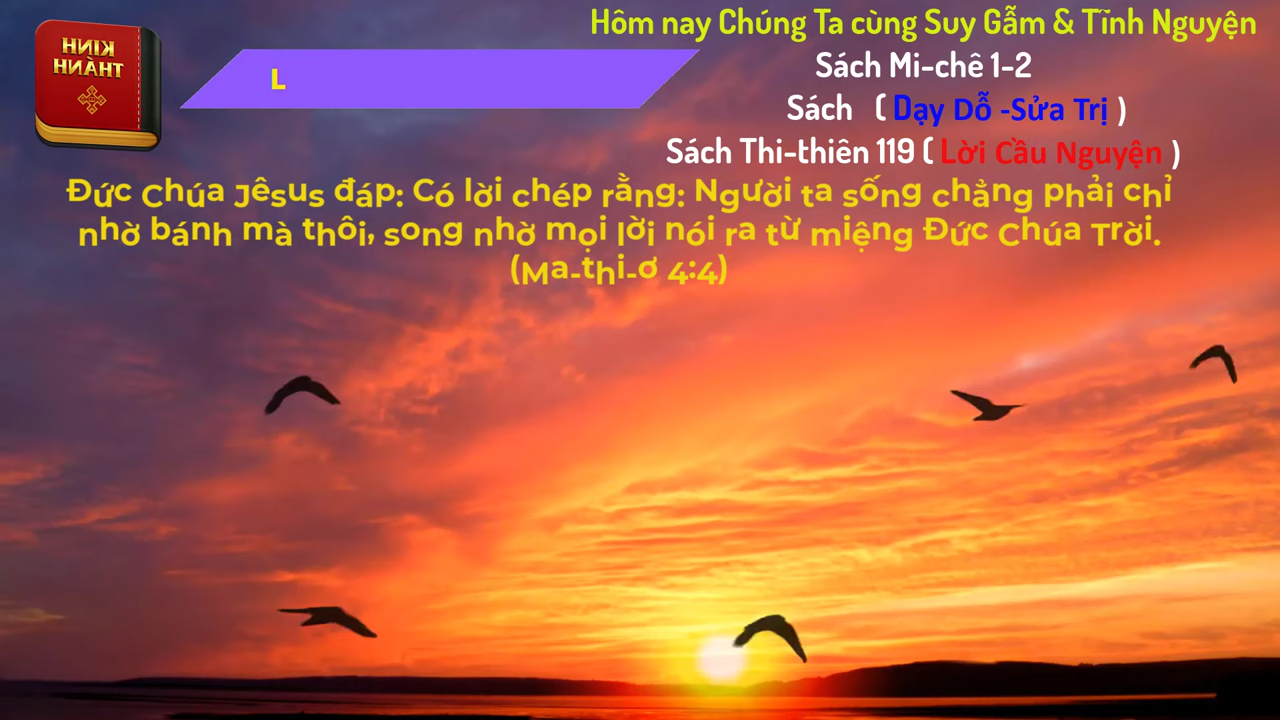 KINH
THÁNH
L
Hôm nay Chúng Ta cùng Suy Gẫm & Tĩnh Nguyện
Sách Mi-chê 1-2
Sách ( Dạy Dỗ -Sửa Trị )
Sách Thi-thiên 119 ( Lời Cầu Nguyện )
Đức Chúa Jêsus đáp: Có lời chép rằng: Người ta sống chẳng phải chỉ
nhờ bánh mà thôi, song nhờ mọi lời nói ra từ miệng Đức Chúa Trời.
(Ma-thi-ơ 4:4)